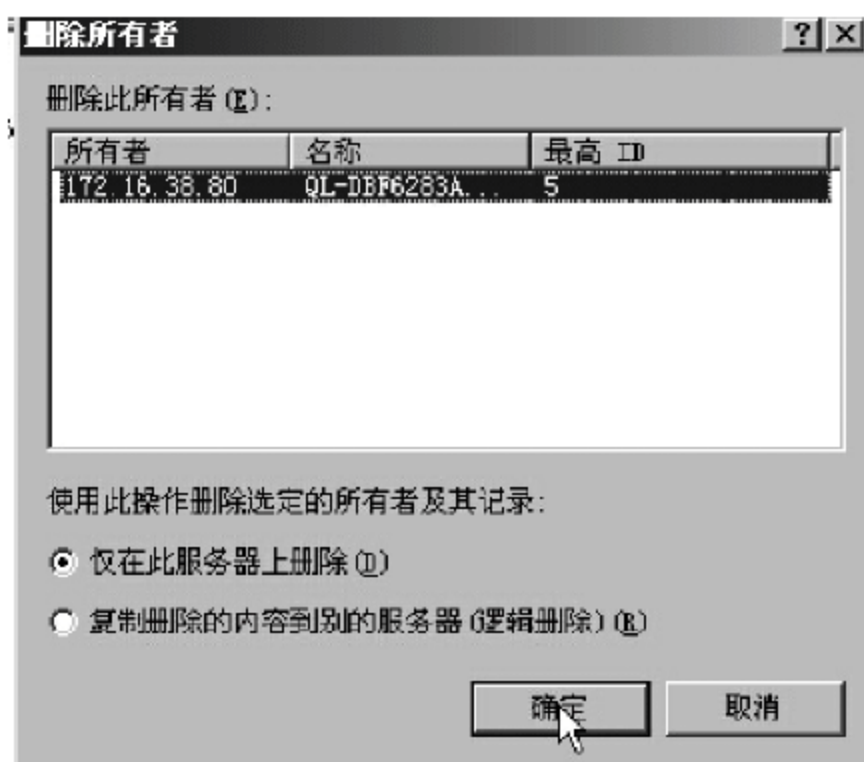 删除所有者
删除此所有者(E):
所有者 名称 最高 ID
172.16.38.80 QL-DBF6283A... 5
使用此操作删除选定的所有者及其记录:
仅在此服务器上删除(D)
复制删除的内容到别的服务器(逻辑删除)(R)
确定 取消